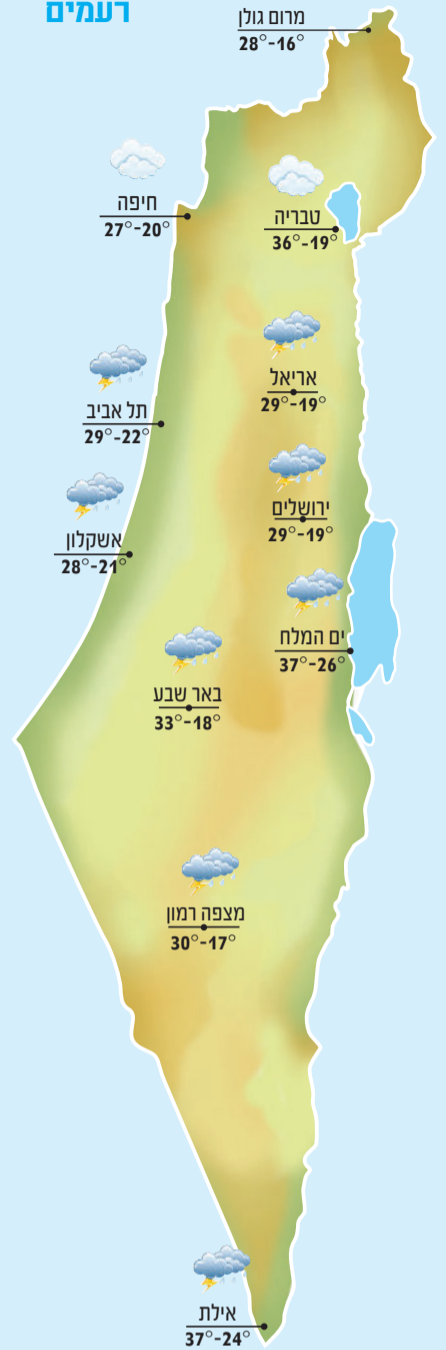 רעמים
מרום גולן
28°-16°
חיפה
27°-20°
טבריה
36°-19°
אריאל
29°-19°
תל אביב
29°-22°
ירושלים
29°-19°
אשקלון
28°-21°
ים המלח
37°-26°
באר שבע
33°-18°
מצפה רמון
30°-17°
אילת
37°-24°